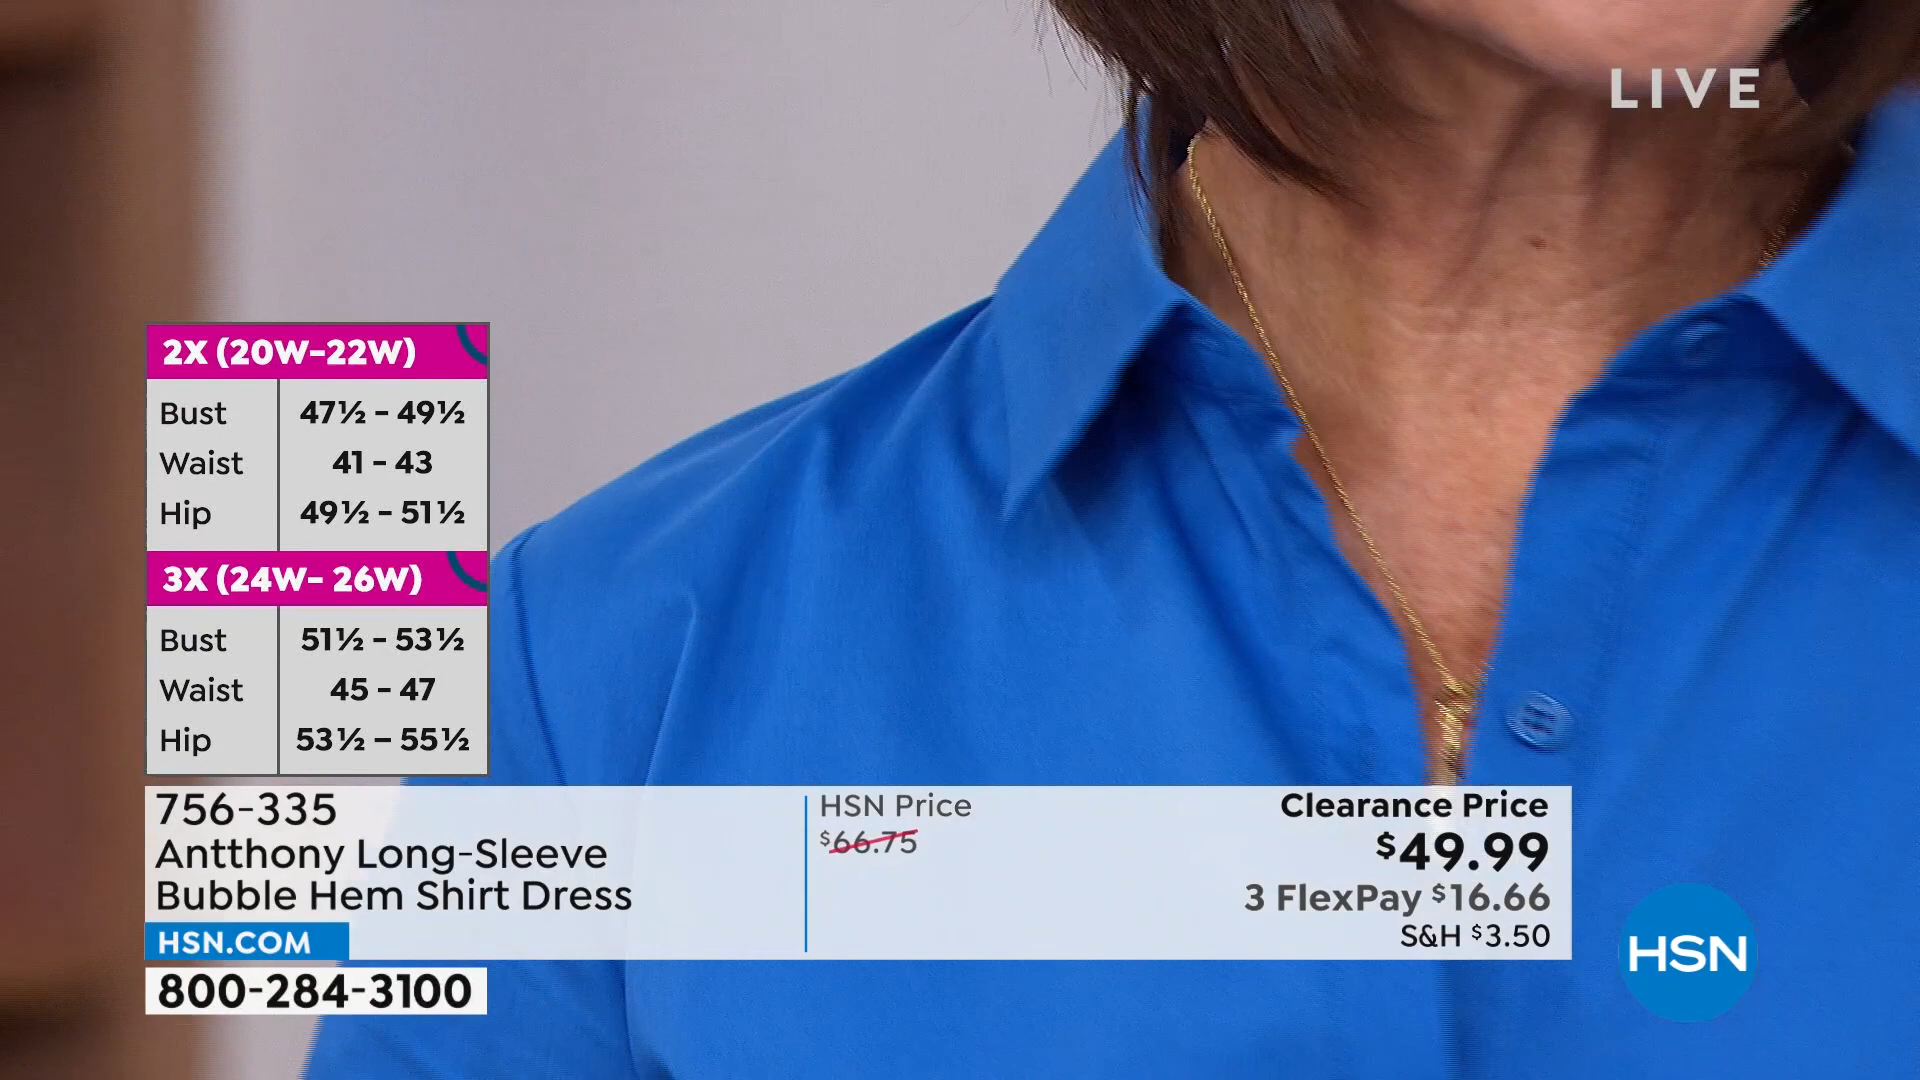 LIVE
2X (20W-22W)
Bust 47½ - 49½
Waist 41 - 43
Hip 49½ - 51½
3X (24W- 26W)
Bust 51½ - 53½
Waist 45 - 47
Hip 53½ - 55½
756-335
Antthony Long-Sleeve
Bubble Hem Shirt Dress
HSN.COM
800-284-3100
HSN Price
$66.75
Clearance Price
$49.99
3 FlexPay $16.66
S&H $3.50
HSN